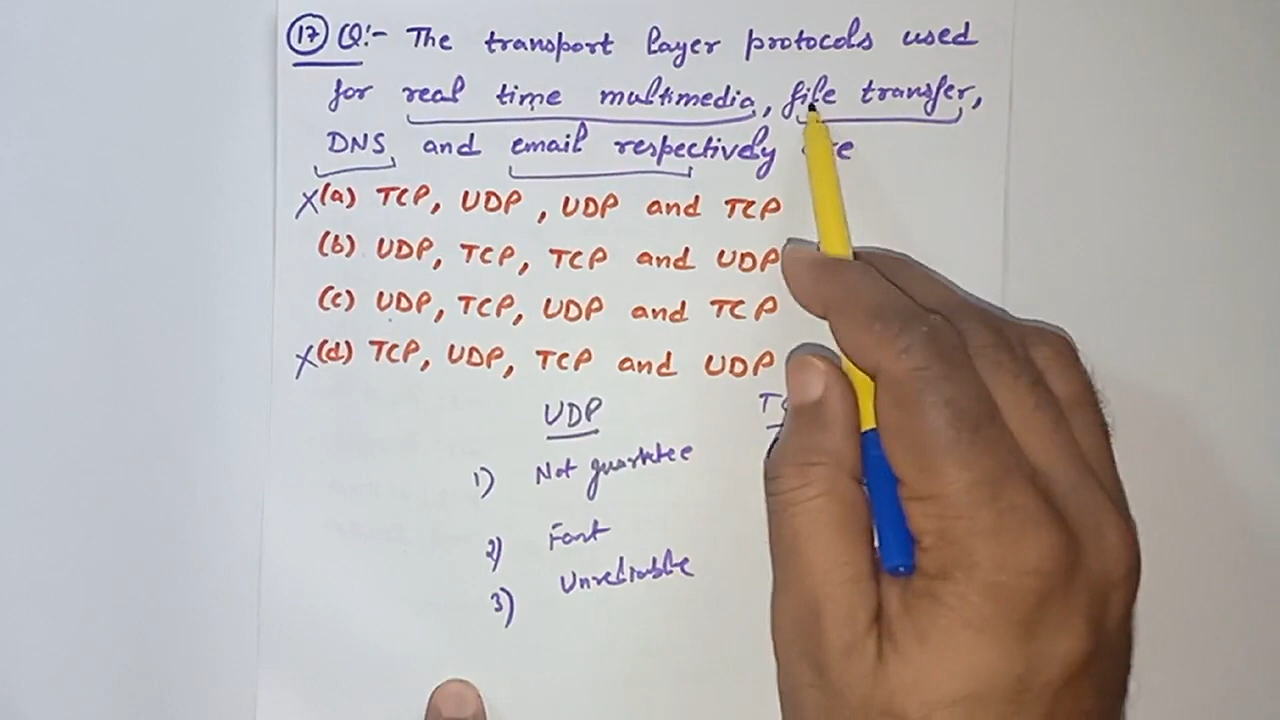 17 Q:- The transport layer protocols used
for real time multimedia, file transfer,
DNS and email respectively
X(a) TCP, UDP, UDP and TCP
(b) UDP, TCP, TCP and UDP
(c) UDP, TCP, UDP and TCP
X(d) TCP, UDP, TCP and UDP
UDP
1) Not guarntee
2) Fast
3) Unreliable